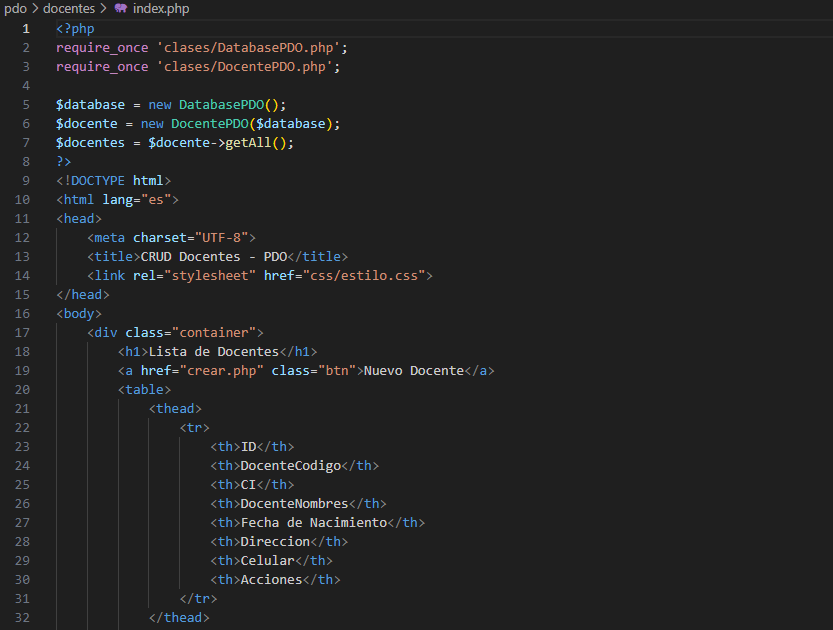 pdo > docentes > index.php
1 <?php
2 require_once 'clases/DatabasePDO.php';
3 require_once 'clases/DocentePDO.php';
4
5 $database = new DatabasePDO();
6 $docente = new DocentePDO($database);
7 $docentes = $docente->getAll();
8 ?>
9 <!DOCTYPE html>
10 <html lang="es">
11 <head>
12     <meta charset="UTF-8">
13     <title>CRUD Docentes - PDO</title>
14     <link rel="stylesheet" href="css/estilo.css">
15 </head>
16 <body>
17     <div class="container">
18         <h1>Lista de Docentes</h1>
19         <a href="crear.php" class="btn">Nuevo Docente</a>
20         <table>
21             <thead>
22                 <tr>
23                     <th>ID</th>
24                     <th>DocenteCodigo</th>
25                     <th>CI</th>
26                     <th>DocenteNombres</th>
27                     <th>Fecha de Nacimiento</th>
28                     <th>Direccion</th>
29                     <th>Celular</th>
30                     <th>Acciones</th>
31                 </tr>
32             </thead>